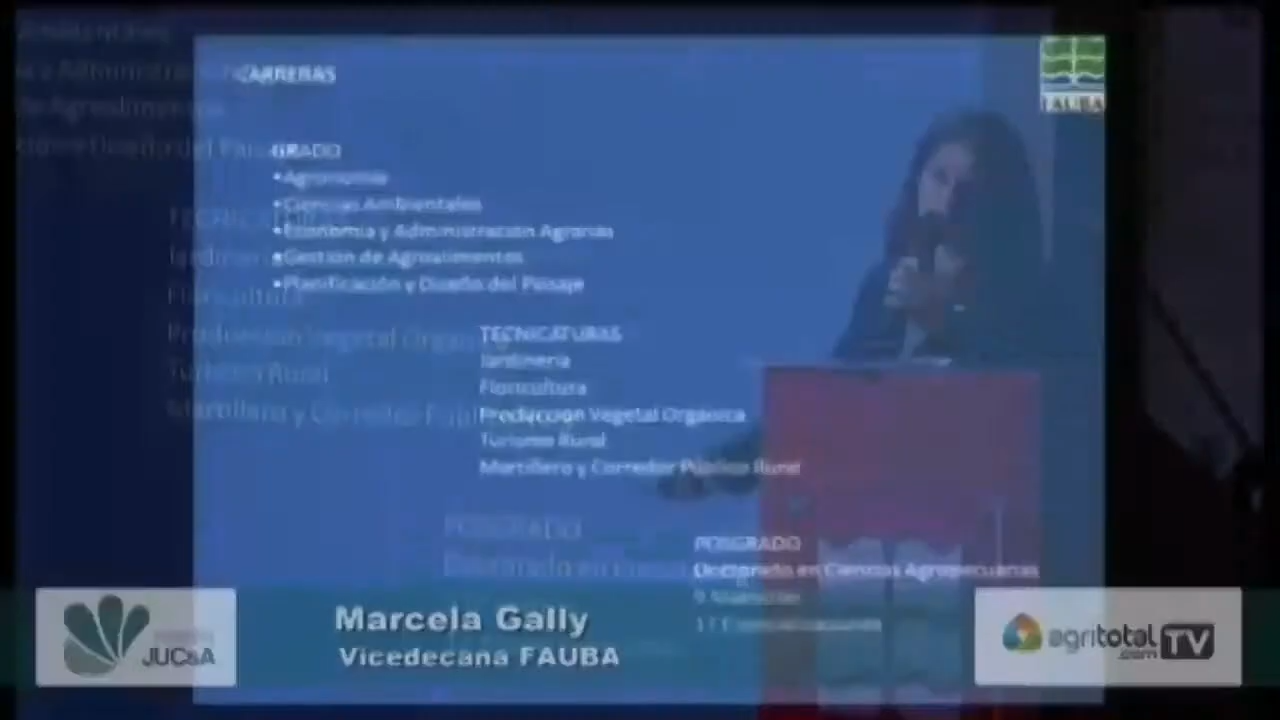 CARRERAS
FAUBA
GRADO
•Agronomía
•Ciencias Ambientales
•Economía y Administración Agrarias
•Gestión de Agroalimentos
•Planificación y Diseño del Paisaje
TECNICATURAS
Jardinería
Floricultura
Producción Vegetal Orgánica
Turismo Rural
Martillero y Corredor Público Rural
POSGRADO
Doctorado en Ciencias Agropecuarias
Marcela Gally
Vicedecana FAUBA
JUC&A
agritotal
.com
TV